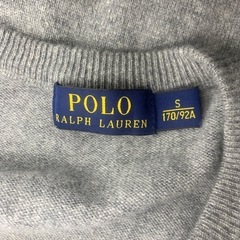 POLO
RALPH LAUREN
S
170/92A